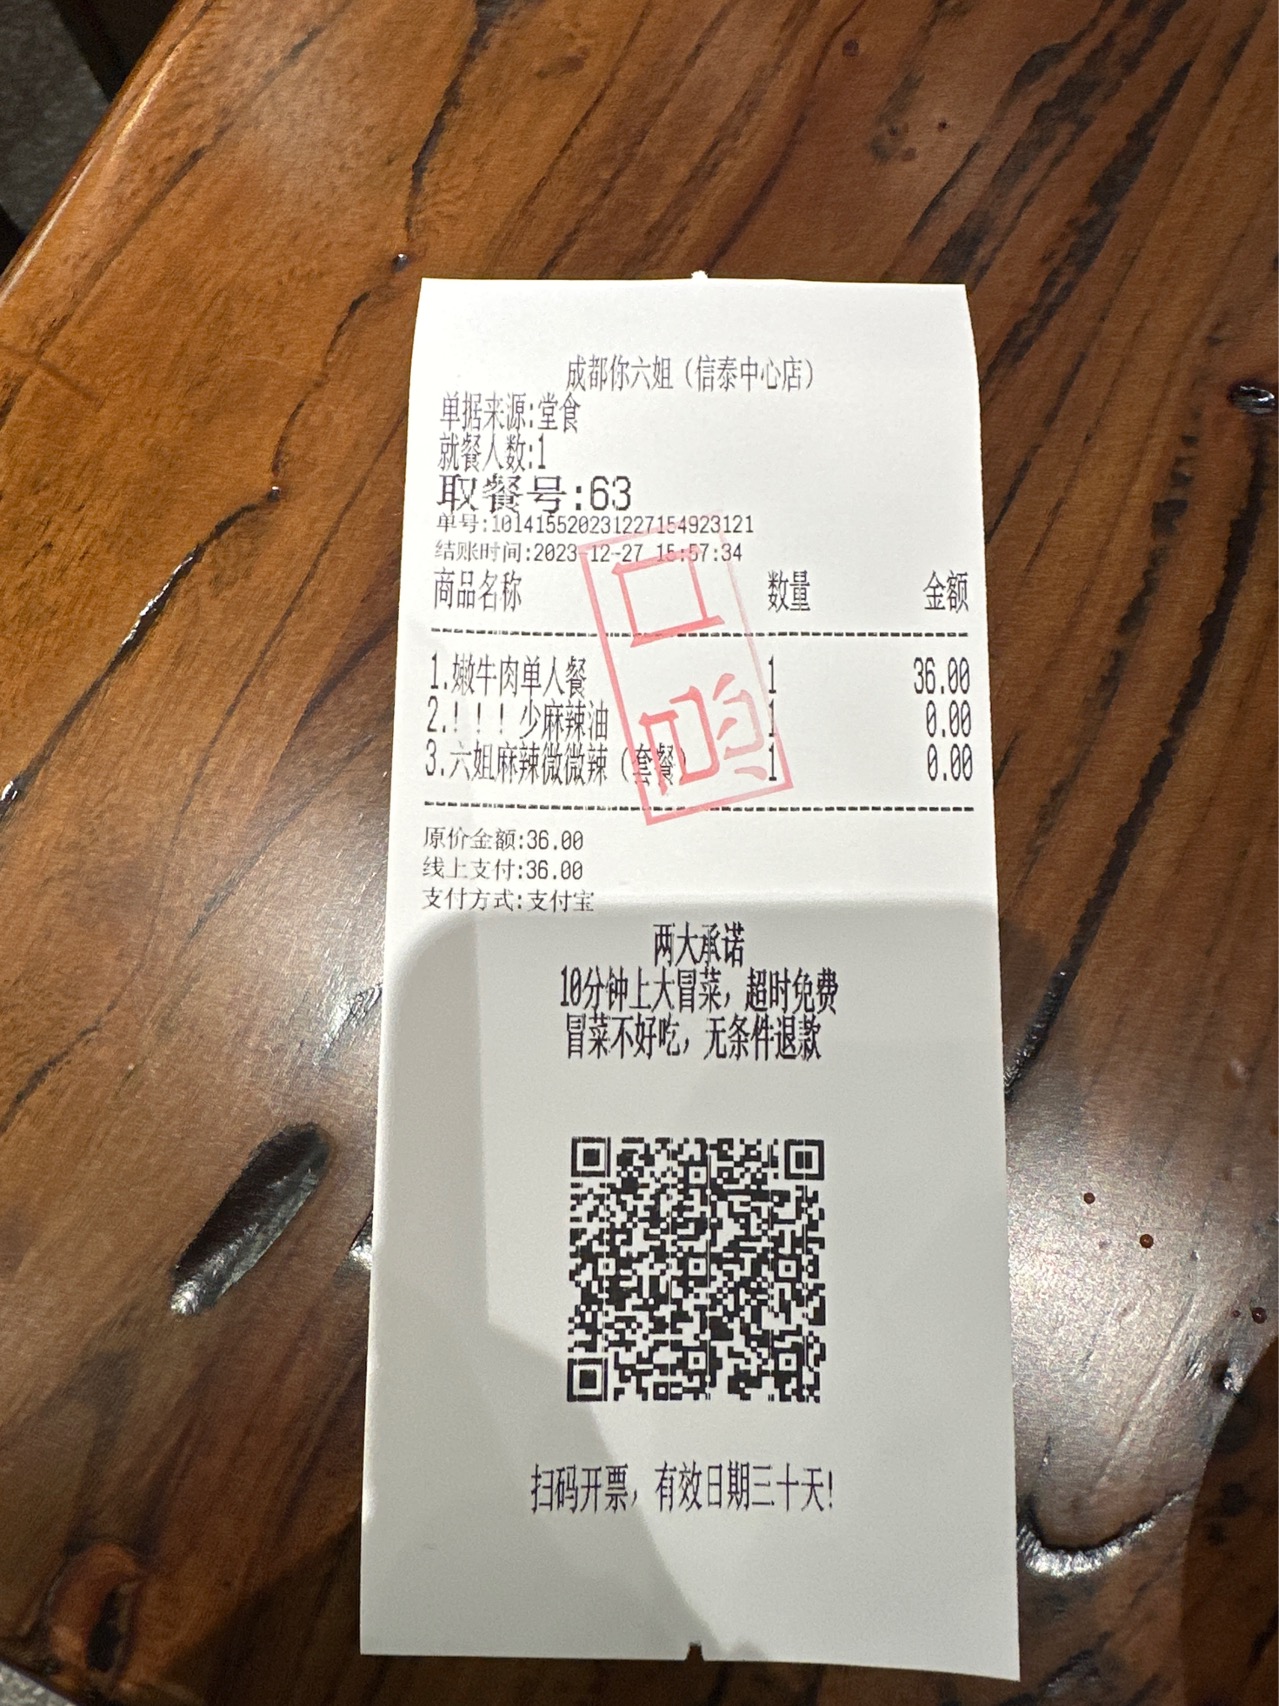 成都你六姐（信泰中心店）
单据来源:堂食
就餐人数:1
取餐号:63
单号:101415520231227154923121
结账时间:2023-12-27 15:57:34
商品名称 数量 金额
1.嫩牛肉单人餐 1 36.00
2.！！！少麻辣油 1 0.00
3.六姐麻辣微微辣（套餐） 1 0.00
原价金额:36.00
线上支付:36.00
支付方式:支付宝
两大承诺
10分钟上大冒菜，超时免费
冒菜不好吃，无条件退款
扫码开票，有效日期三十天!